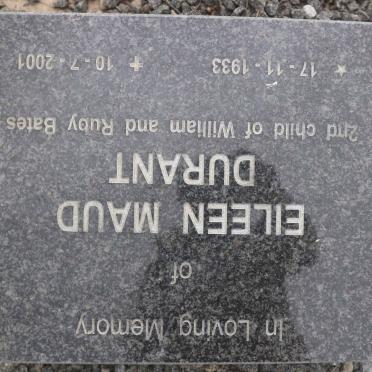 In Loving Memory
of
EILEEN MAUD
DURANT
2nd child of William and Ruby Bates
★ 17-11-1933 ✝ 10-7-2001